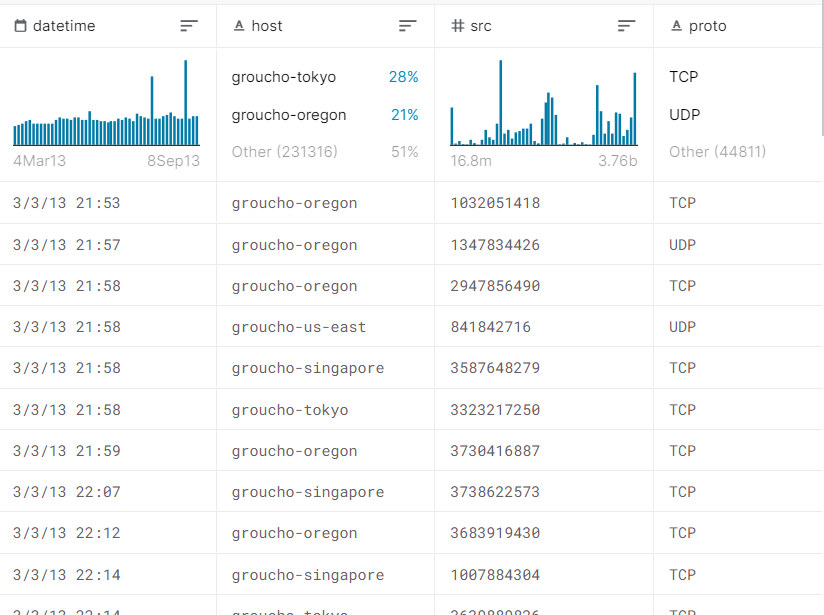 datetime host src proto
groucho-tokyo 28% TCP
groucho-oregon 21% UDP
Other (231316) 51% Other (44811)
4Mar13 8Sep13 16.8m 3.76b
3/3/13 21:53 groucho-oregon 1032051418 TCP
3/3/13 21:57 groucho-oregon 1347834426 UDP
3/3/13 21:58 groucho-oregon 2947856490 TCP
3/3/13 21:58 groucho-us-east 841842716 UDP
3/3/13 21:58 groucho-singapore 3587648279 TCP
3/3/13 21:58 groucho-tokyo 3323217250 TCP
3/3/13 21:59 groucho-oregon 3730416887 TCP
3/3/13 22:07 groucho-singapore 3738622573 TCP
3/3/13 22:12 groucho-oregon 3683919430 TCP
3/3/13 22:14 groucho-singapore 1007884304 TCP